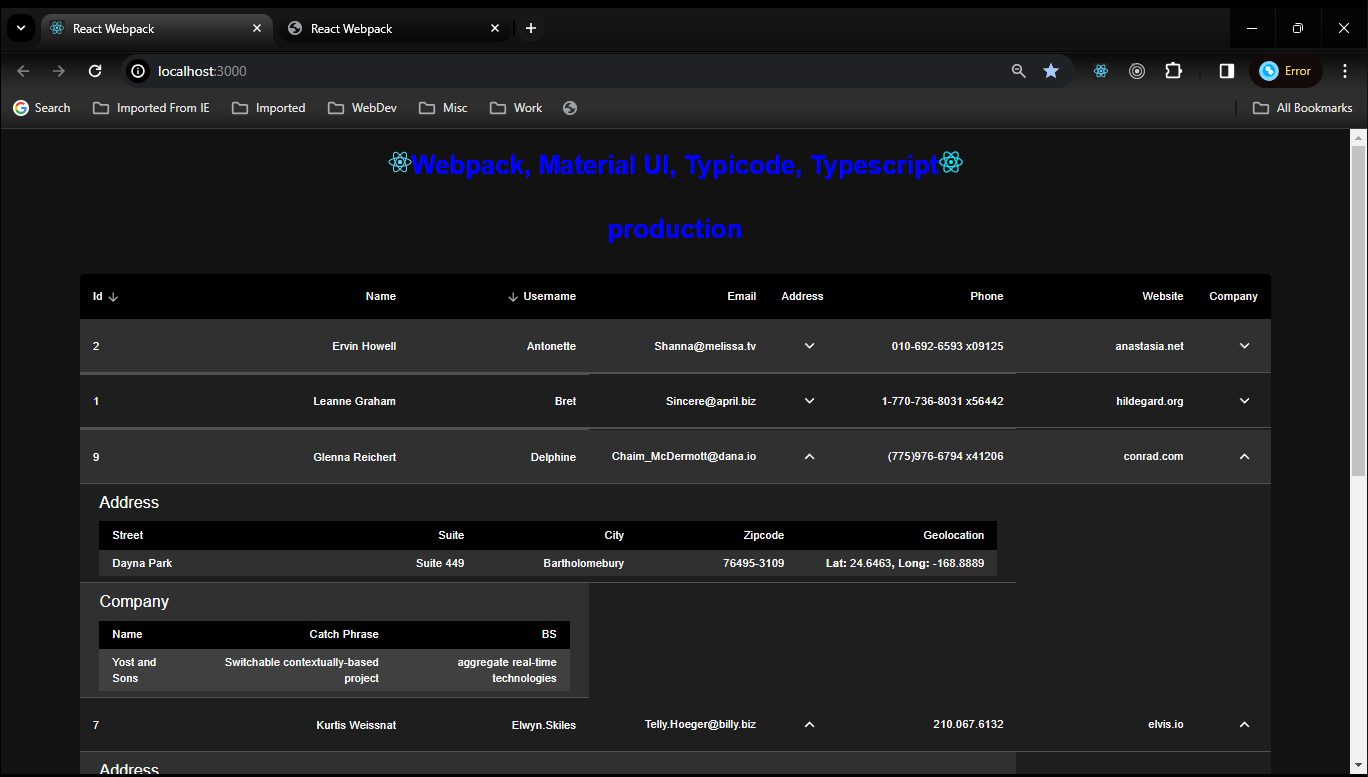 React Webpack
React Webpack
localhost:3000
Error
Search
Imported From IE
Imported
WebDev
Misc
Work
All Bookmarks
Webpack, Material UI, Typicode, Typescript
production
Id Name Username Email Address Phone Website Company
2 Ervin Howell Antonette Shanna@melissa.tv 010-692-6593 x09125 anastasia.net
1 Leanne Graham Bret Sincere@april.biz 1-770-736-8031 x56442 hildegard.org
9 Glenna Reichert Delphine Chaim_McDermott@dana.io (775)976-6794 x41206 conrad.com
Address
Street Suite City Zipcode Geolocation
Dayna Park Suite 449 Bartholomebury 76495-3109 Lat: 24.6463, Long: -168.8889
Company
Name Catch Phrase BS
Yost and Switchable contextually-based aggregate real-time
Sons project technologies
7 Kurtis Weissnat Elwyn.Skiles Telly.Hoeger@billy.biz 210.067.6132 elvis.io
Address